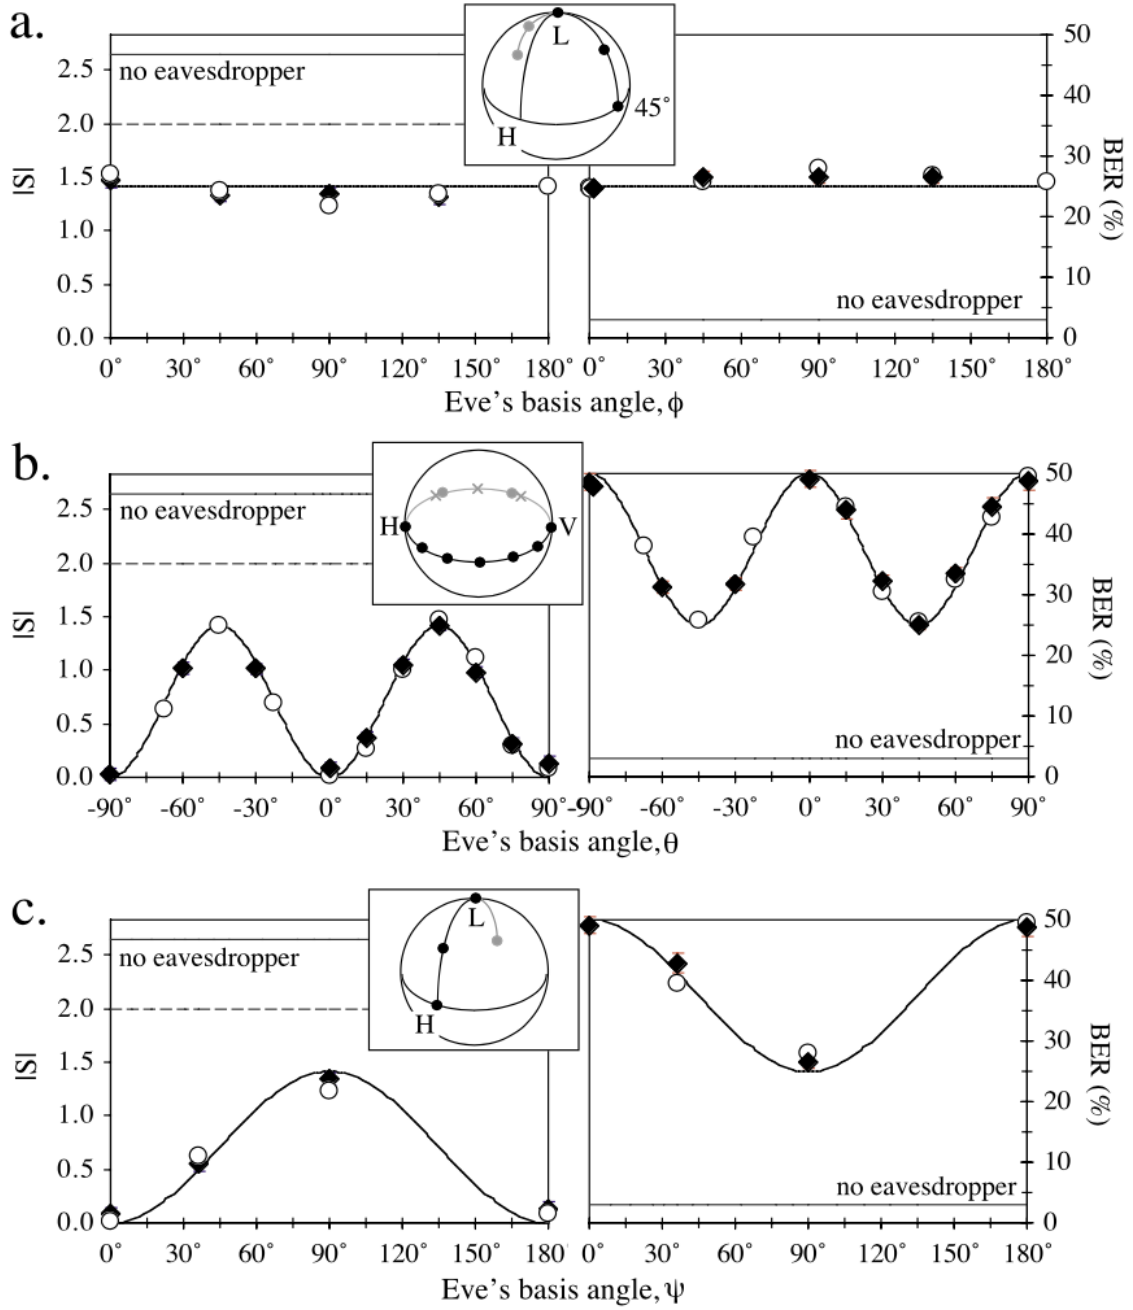 a.
50
L
2.5
no eavesdropper
40
45°
2.0
H
30
1.5
|S|
BER (%)
20
1.0
10
0.5
no eavesdropper
0.0
0
0° 30° 60° 90° 120° 150° 180° 0° 30° 60° 90° 120° 150° 180°
Eve's basis angle, ϕ
b.
50
2.5
no eavesdropper
H V
2.0
40
1.5
30
|S|
BER (%)
1.0
20
0.5
10
no eavesdropper
0.0
0
-90° -60° -30° 0° 30° 60° 90° -90° -60° -30° 0° 30° 60° 90°
Eve's basis angle, θ
c.
50
L
2.5
no eavesdropper
40
2.0
H
1.5
30
|S|
BER (%)
1.0
20
0.5
10
no eavesdropper
0.0
0
0° 30° 60° 90° 120° 150° 180° 0° 30° 60° 90° 120° 150° 180°
Eve's basis angle, ψ